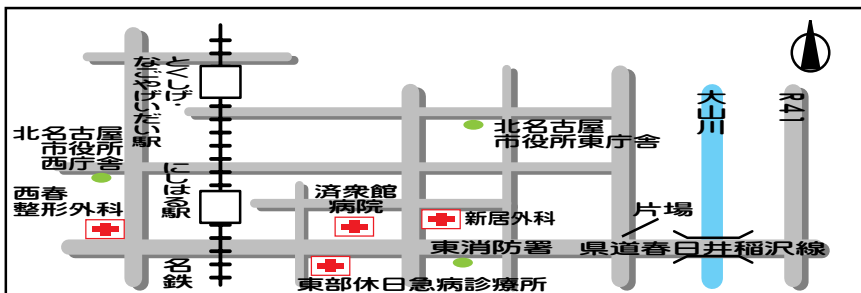 とくしげ・
なごやげいだい駅
北名古屋
市役所
西庁舎
西春
整形外科
にしはる駅
名鉄
済衆館
病院
新居外科
東部休日急病診療所
東消防署
北名古屋
市役所東庁舎
片場
県道春日井稲沢線
大山川
R41